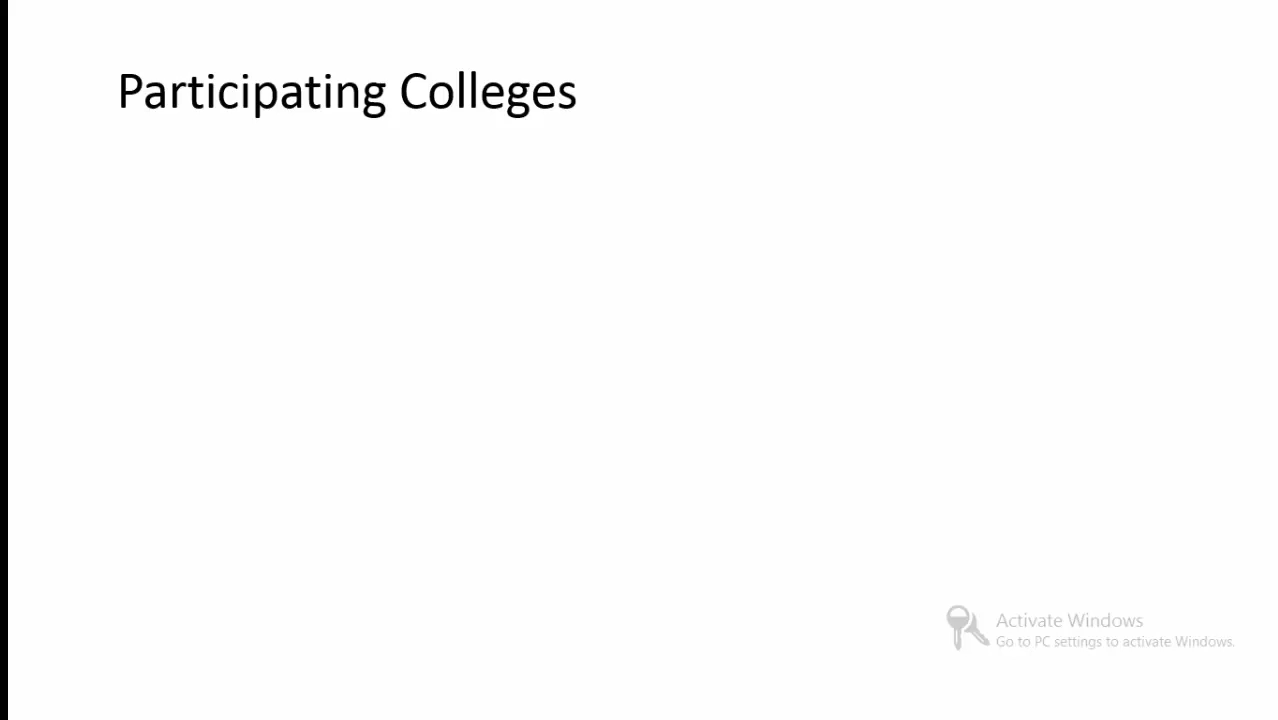 Participating Colleges
Activate Windows
Go to PC settings to activate Windows.